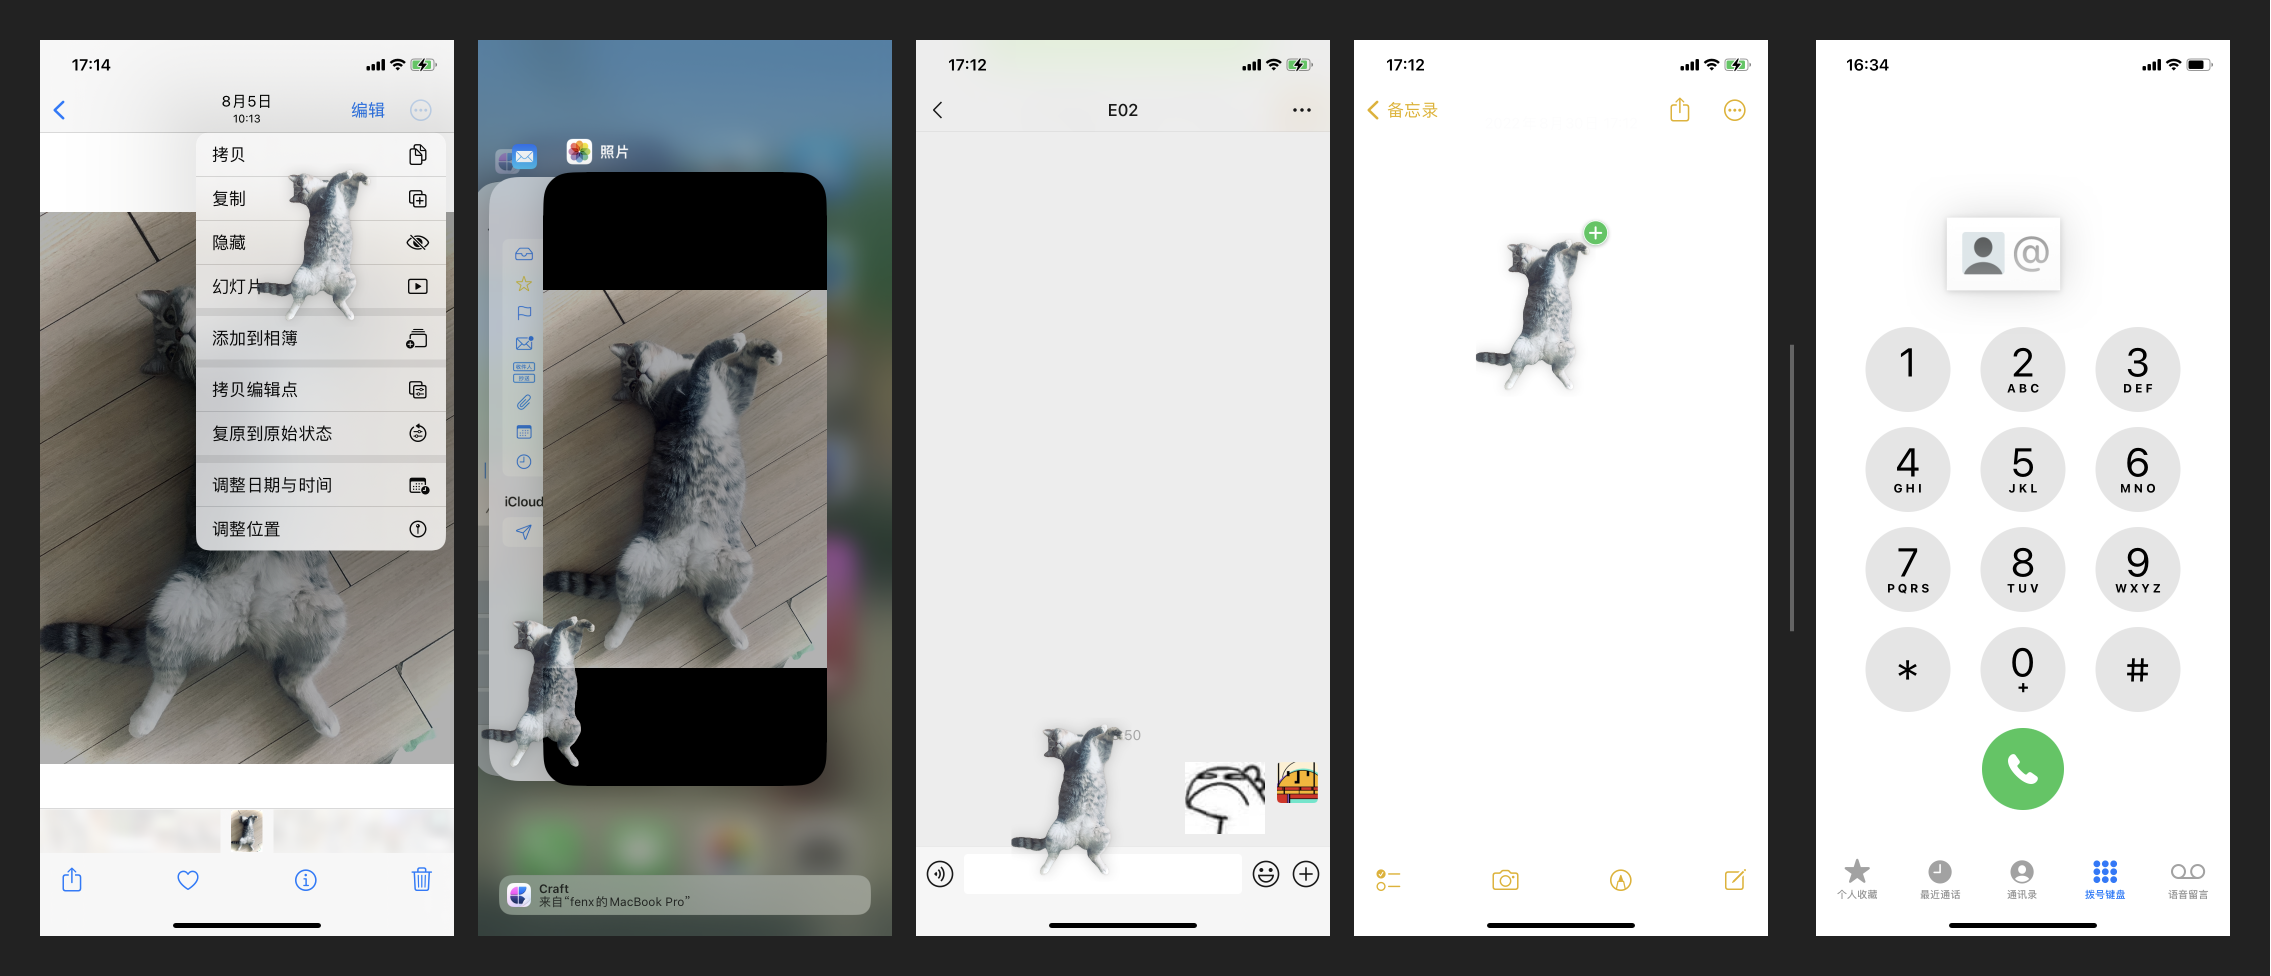 17:14
8月5日
10:13
编辑
拷贝
复制
隐藏
幻灯片
添加到相簿
拷贝编辑点
复原到原始状态
调整日期与时间
调整位置
照片
收件人
抄送
iCloud
Craft
来自“fenx的MacBook Pro”
17:12
E02
:50
17:12
备忘录
16:34
@
1
2
ABC
3
DEF
4
GHI
5
JKL
6
MNO
7
PQRS
8
TUV
9
WXYZ
*
0
+
#
个人收藏
最近通话
通讯录
拨号键盘
语音留言